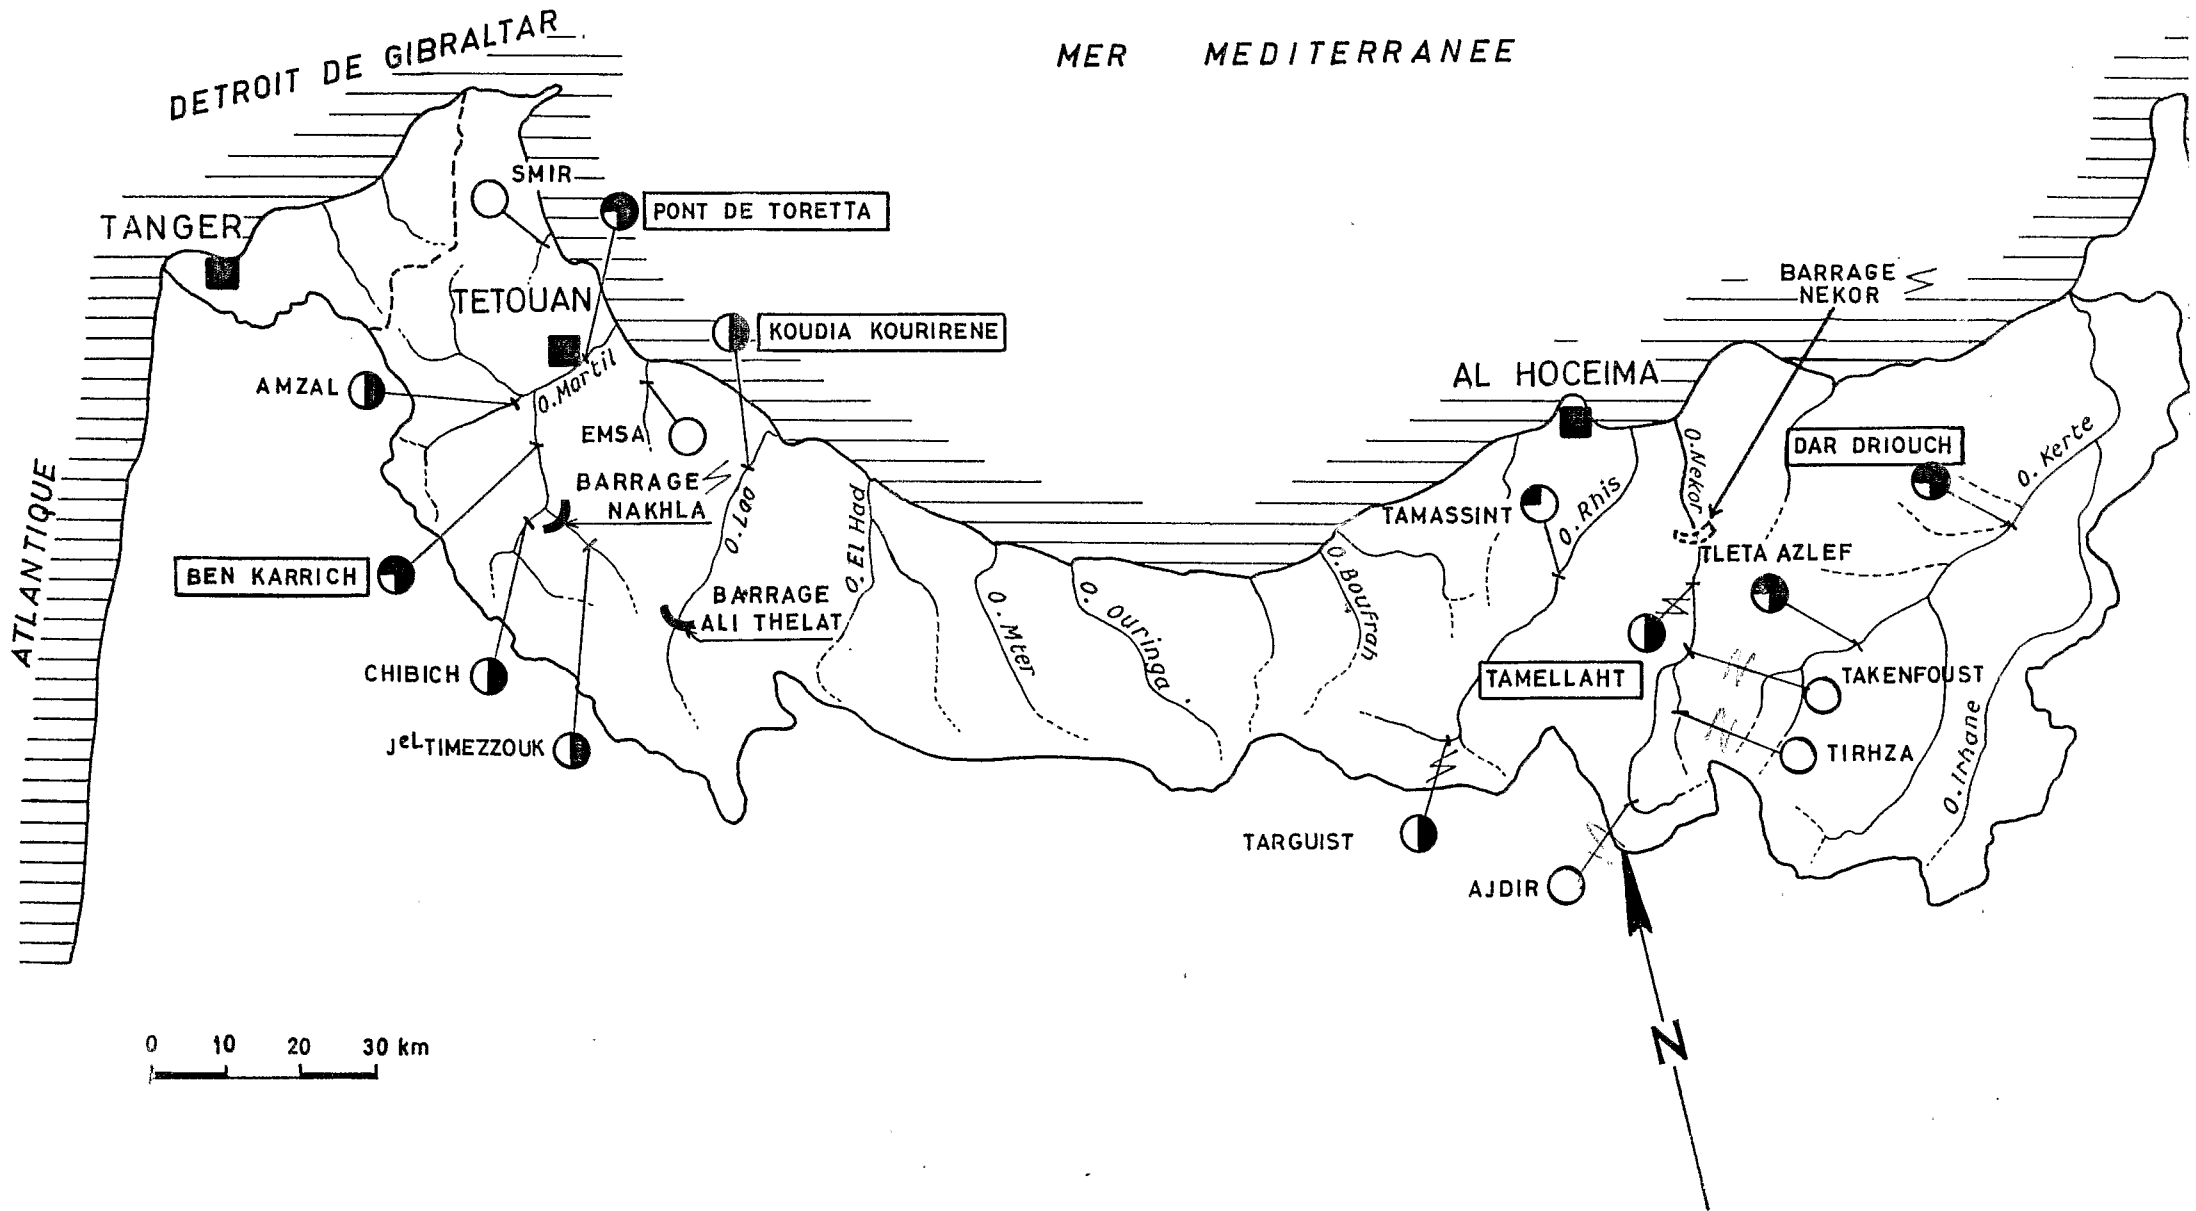 DETROIT DE GIBRALTAR
MER MEDITERRANEE
SMIR
PONT DE TORETTA
TANGER
TETOUAN
BARRAGE
NEKOR
KOUDIA KOURIRENE
AL HOCEIMA
AMZAL
O. Martil
EMSA
DAR DRIOUCH
O. Kerte
O. Nekor
BARRAGE
NAKHLA
O. Lao
O. El Had
TAMASSINT
O. Rhis
ATLANTIQUE
TLETA AZLEF
BEN KARRICH
O. Boufrah
BARRAGE
ALI THELAT
O. Mter
O. Ouringa
CHIBICH
TAMELLAHT
TAKENFOUST
JeL TIMEZZOUK
TIRHZA
O. Irhane
TARGUIST
AJDIR
N
0 10 20 30 km